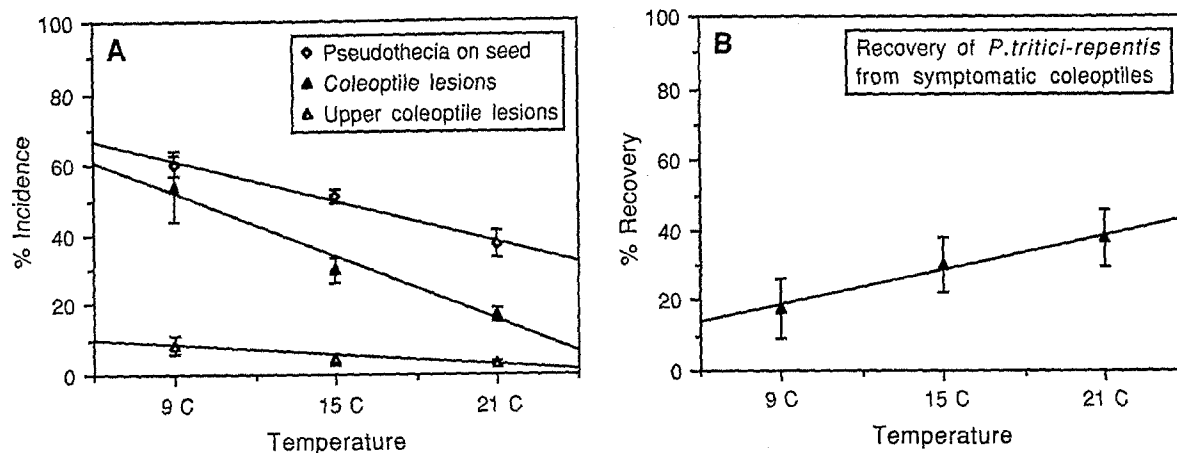 A
Pseudothecia on seed
Coleoptile lesions
Upper coleoptile lesions
100
80
60
40
20
0
% Incidence
9 C
15 C
21 C
Temperature
B
Recovery of P.tritici-repentis
from symptomatic coleoptiles
100
80
60
40
20
0
% Recovery
9 C
15 C
21 C
Temperature